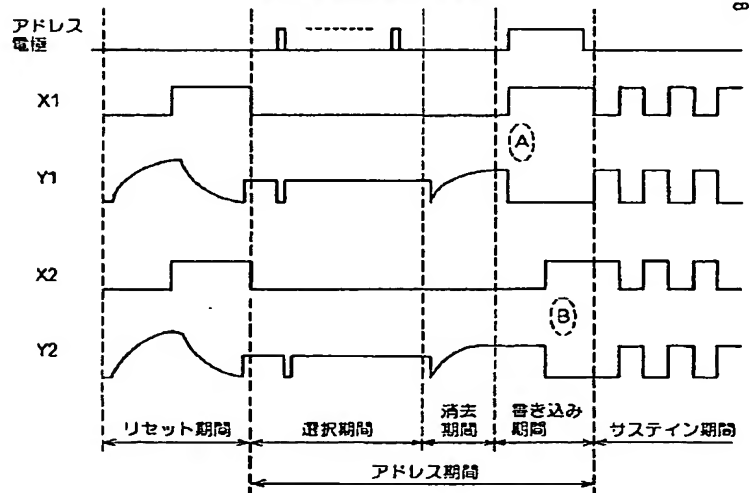 8
アドレス
電極
X1
A
Y1
X2
B
Y2
リセット期間
選択期間
消去
期間
書き込み
期間
サステイン期間
アドレス期間